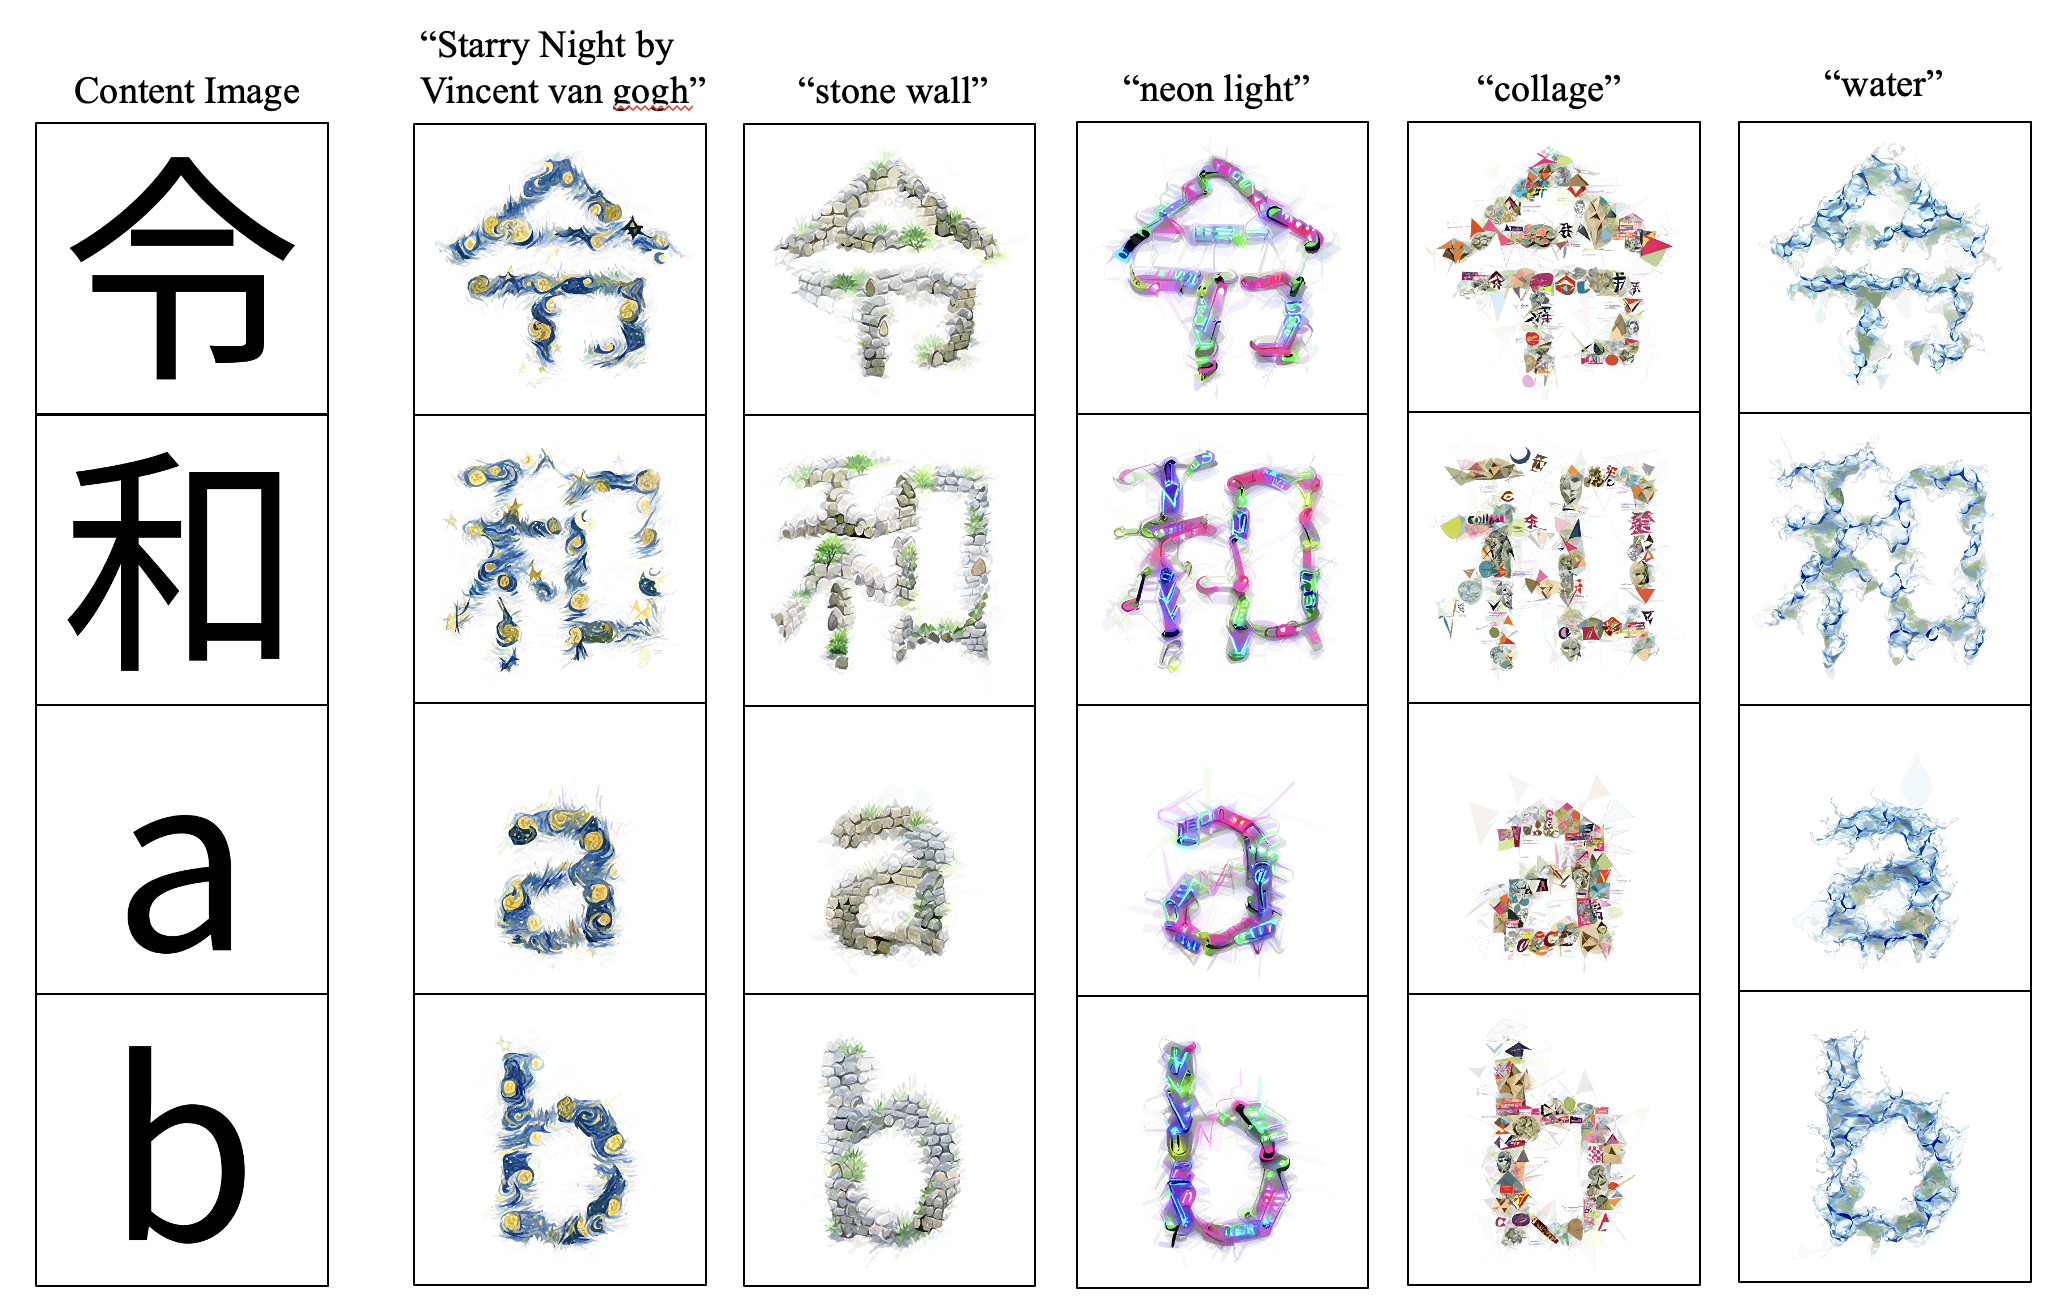 Content Image
“Starry Night by
Vincent van gogh”
“stone wall”
“neon light”
“collage”
“water”
令
和
a
b